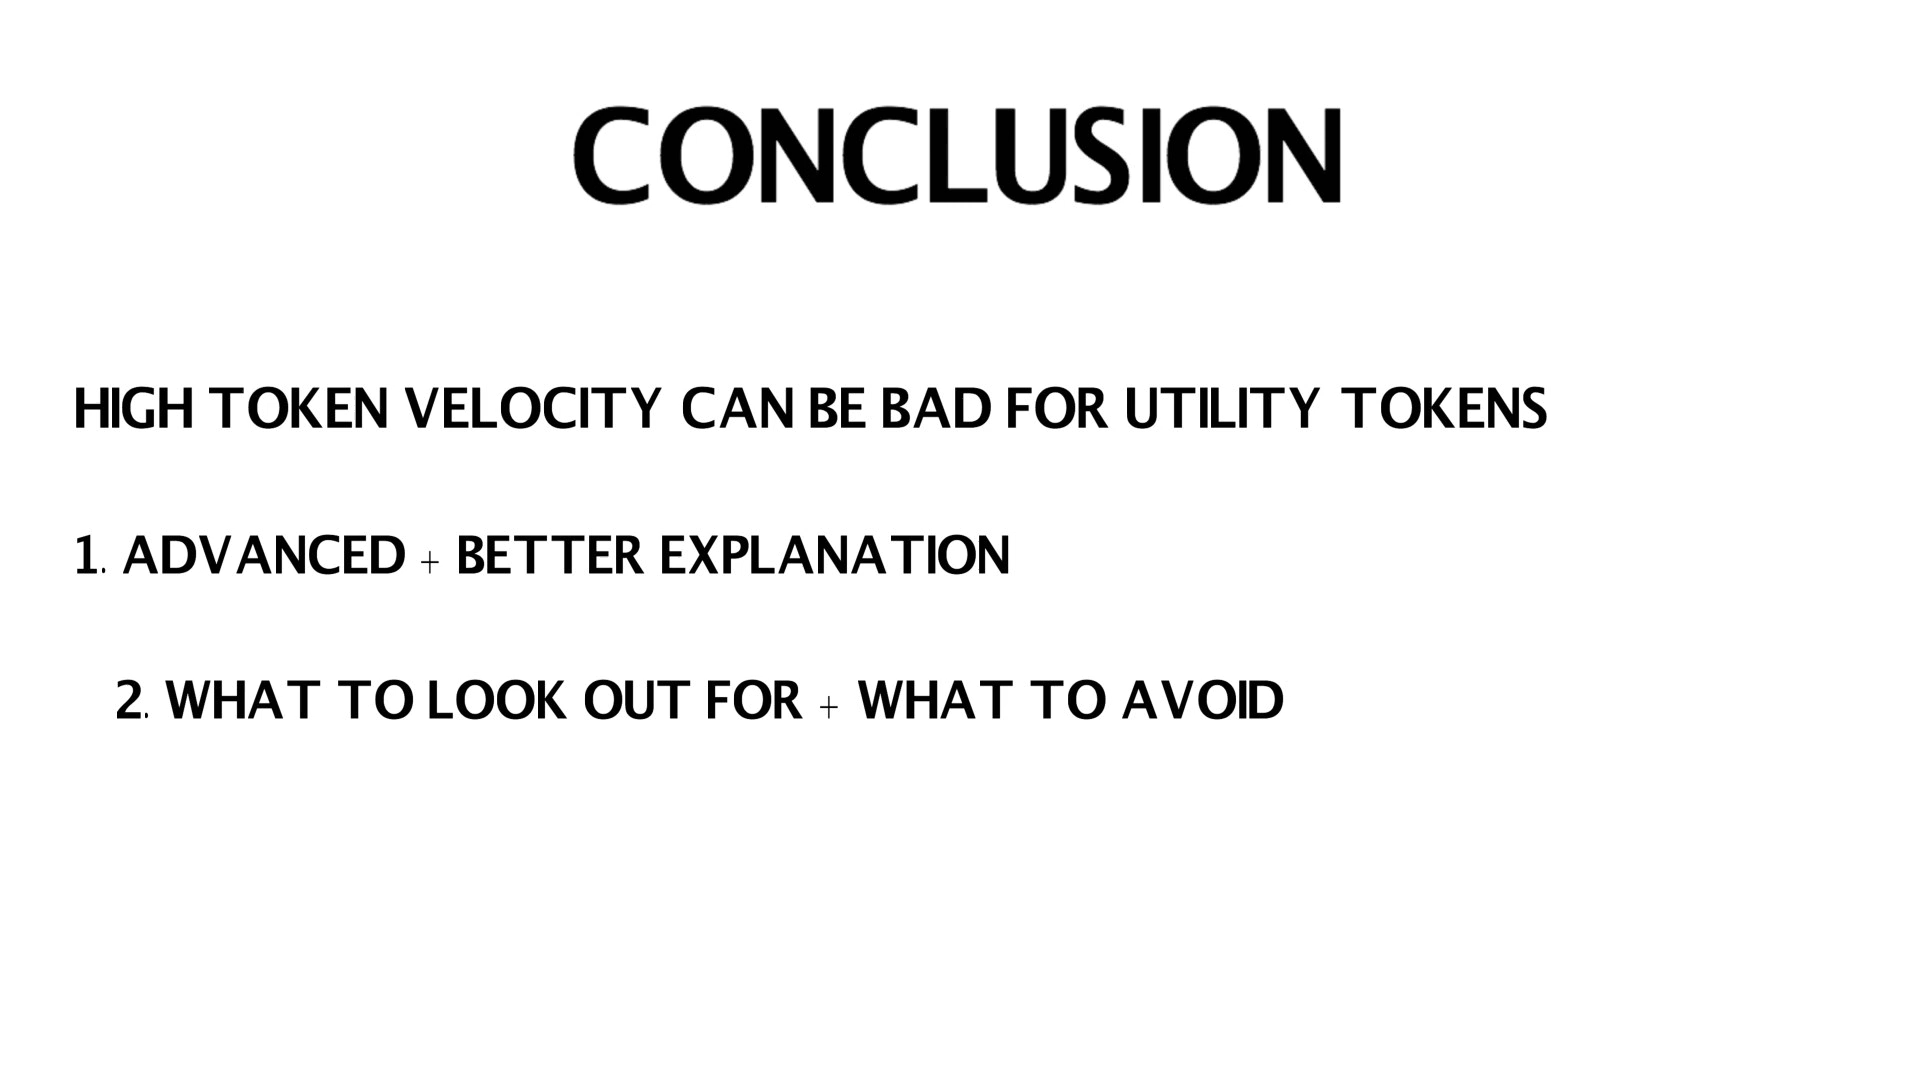 CONCLUSION
HIGH TOKEN VELOCITY CAN BE BAD FOR UTILITY TOKENS
1. ADVANCED + BETTER EXPLANATION
2. WHAT TO LOOK OUT FOR + WHAT TO AVOID